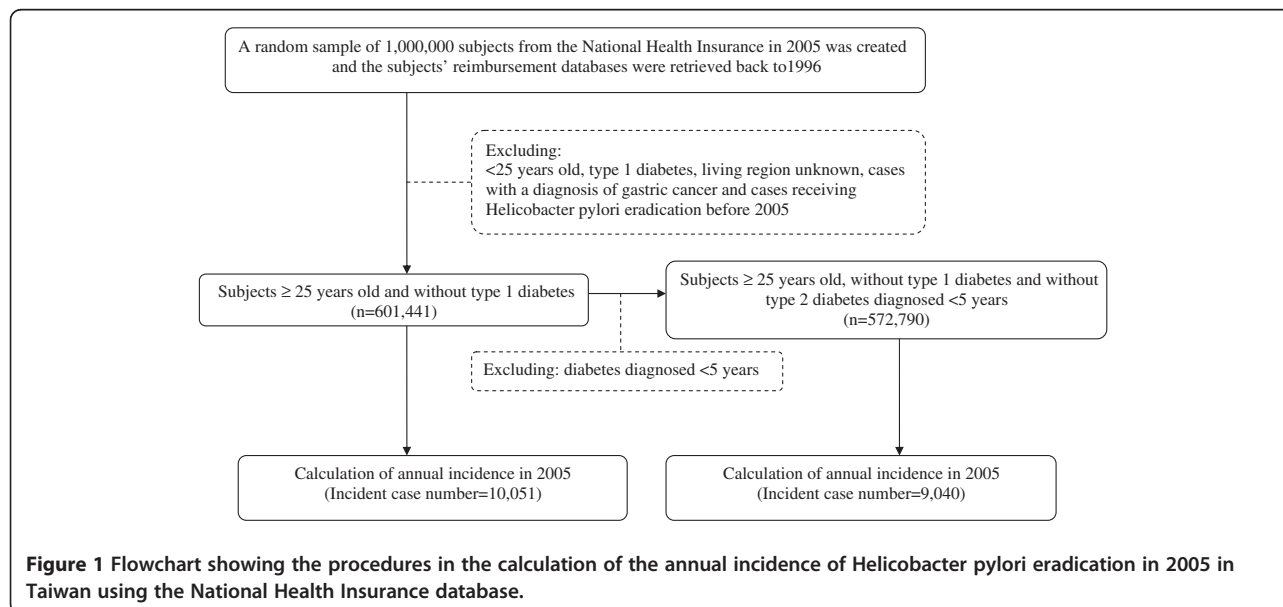 A random sample of 1,000,000 subjects from the National Health Insurance in 2005 was created
and the subjects’ reimbursement databases were retrieved back to1996
Excluding:
<25 years old, type 1 diabetes, living region unknown, cases
with a diagnosis of gastric cancer and cases receiving
Helicobacter pylori eradication before 2005
Subjects ≥ 25 years old and without type 1 diabetes
(n=601,441)
Subjects ≥ 25 years old, without type 1 diabetes and without
type 2 diabetes diagnosed <5 years
(n=572,790)
Excluding: diabetes diagnosed <5 years
Calculation of annual incidence in 2005
(Incident case number=10,051)
Calculation of annual incidence in 2005
(Incident case number=9,040)
Figure 1 Flowchart showing the procedures in the calculation of the annual incidence of Helicobacter pylori eradication in 2005 in
Taiwan using the National Health Insurance database.